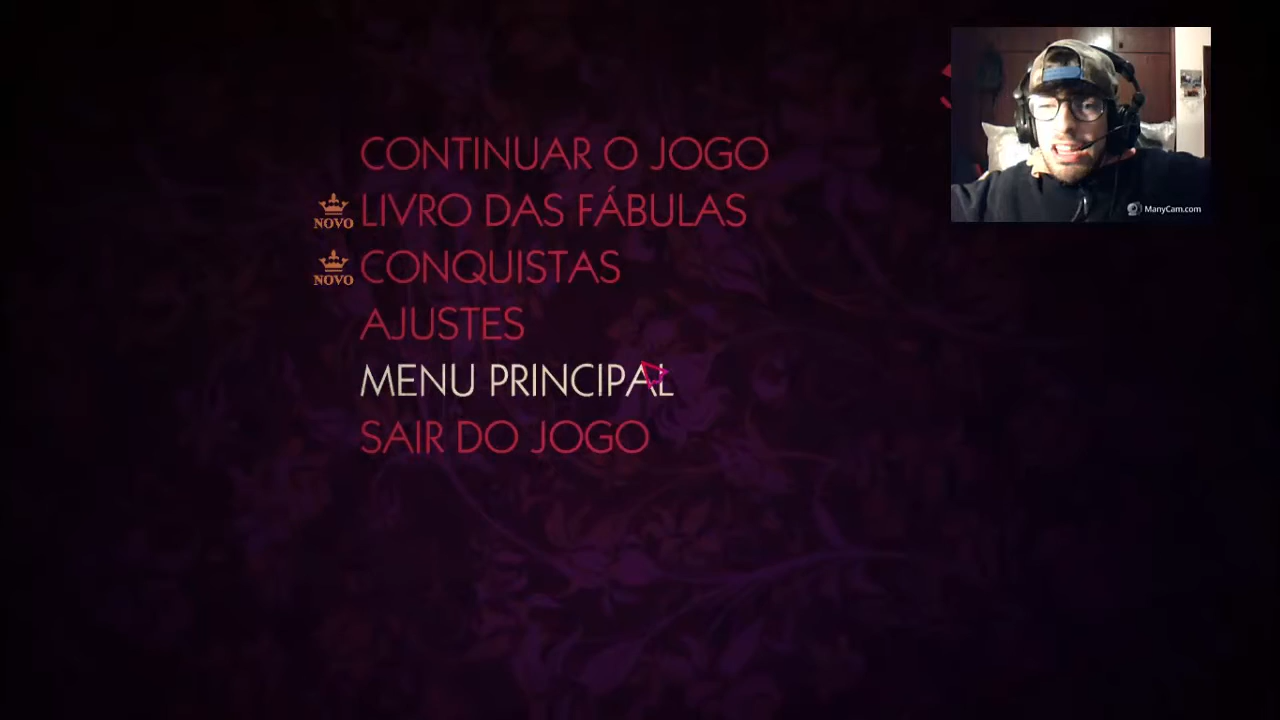 CONTINUAR O JOGO
NOVO LIVRO DAS FÁBULAS
NOVO CONQUISTAS
AJUSTES
MENU PRINCIPAL
SAIR DO JOGO
ManyCam.com